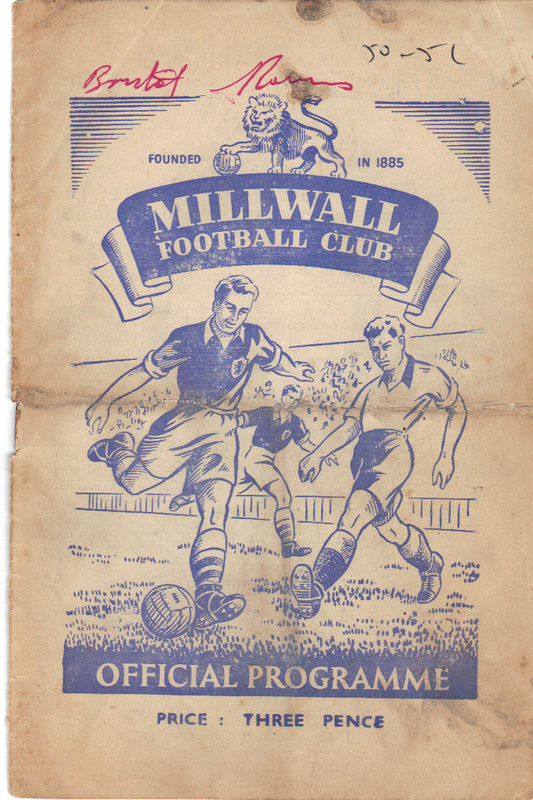 50-51
Bristol Rovers
FOUNDED IN 1885
MILLWALL
FOOTBALL CLUB
OFFICIAL PROGRAMME
PRICE : THREE PENCE